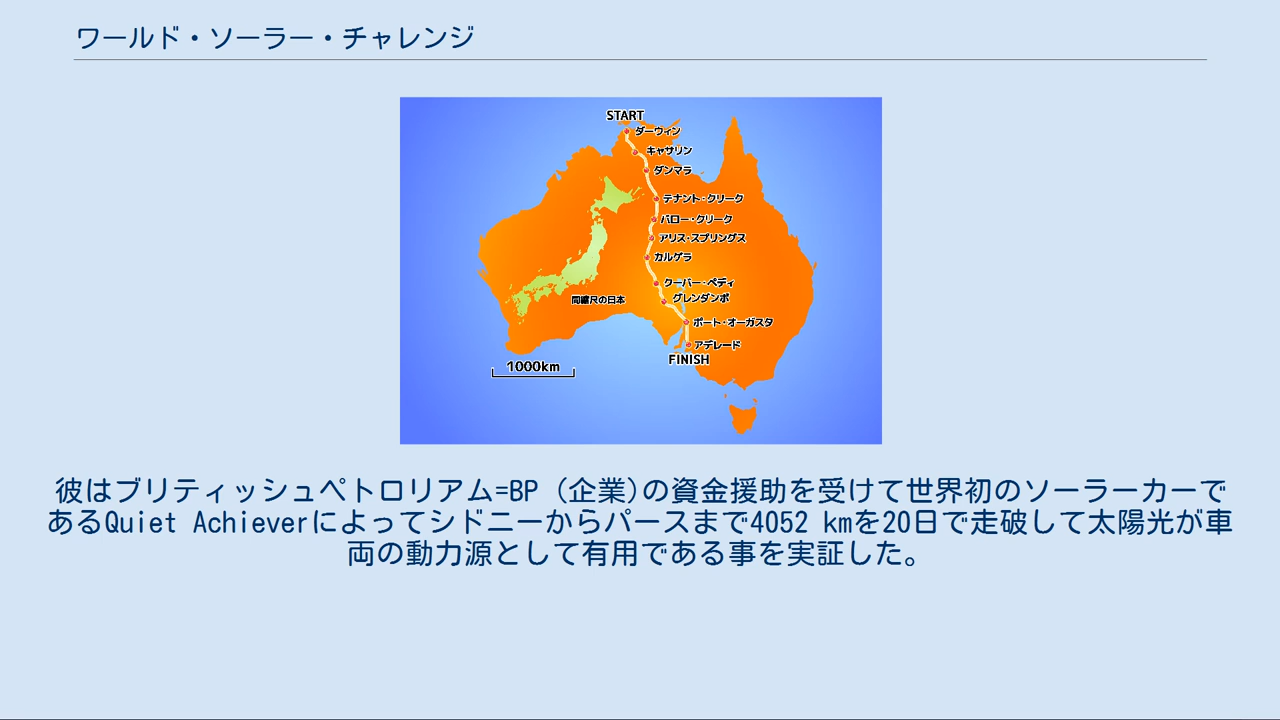 ワールド・ソーラー・チャレンジ
START
ダーウィン
キャサリン
ダンマラ
テナント・クリーク
バロー・クリーク
アリス・スプリングス
カルゲラ
クーバー・ペディ
グレンダンボ
同縮尺の日本
ポート・オーガスタ
アデレード
FINISH
1000km
彼はブリティッシュペトロリアム=BP (企業)の資金援助を受けて世界初のソーラーカーで
あるQuiet Achieverによってシドニーからパースまで4052 kmを20日で走破して太陽光が車
両の動力源として有用である事を実証した。